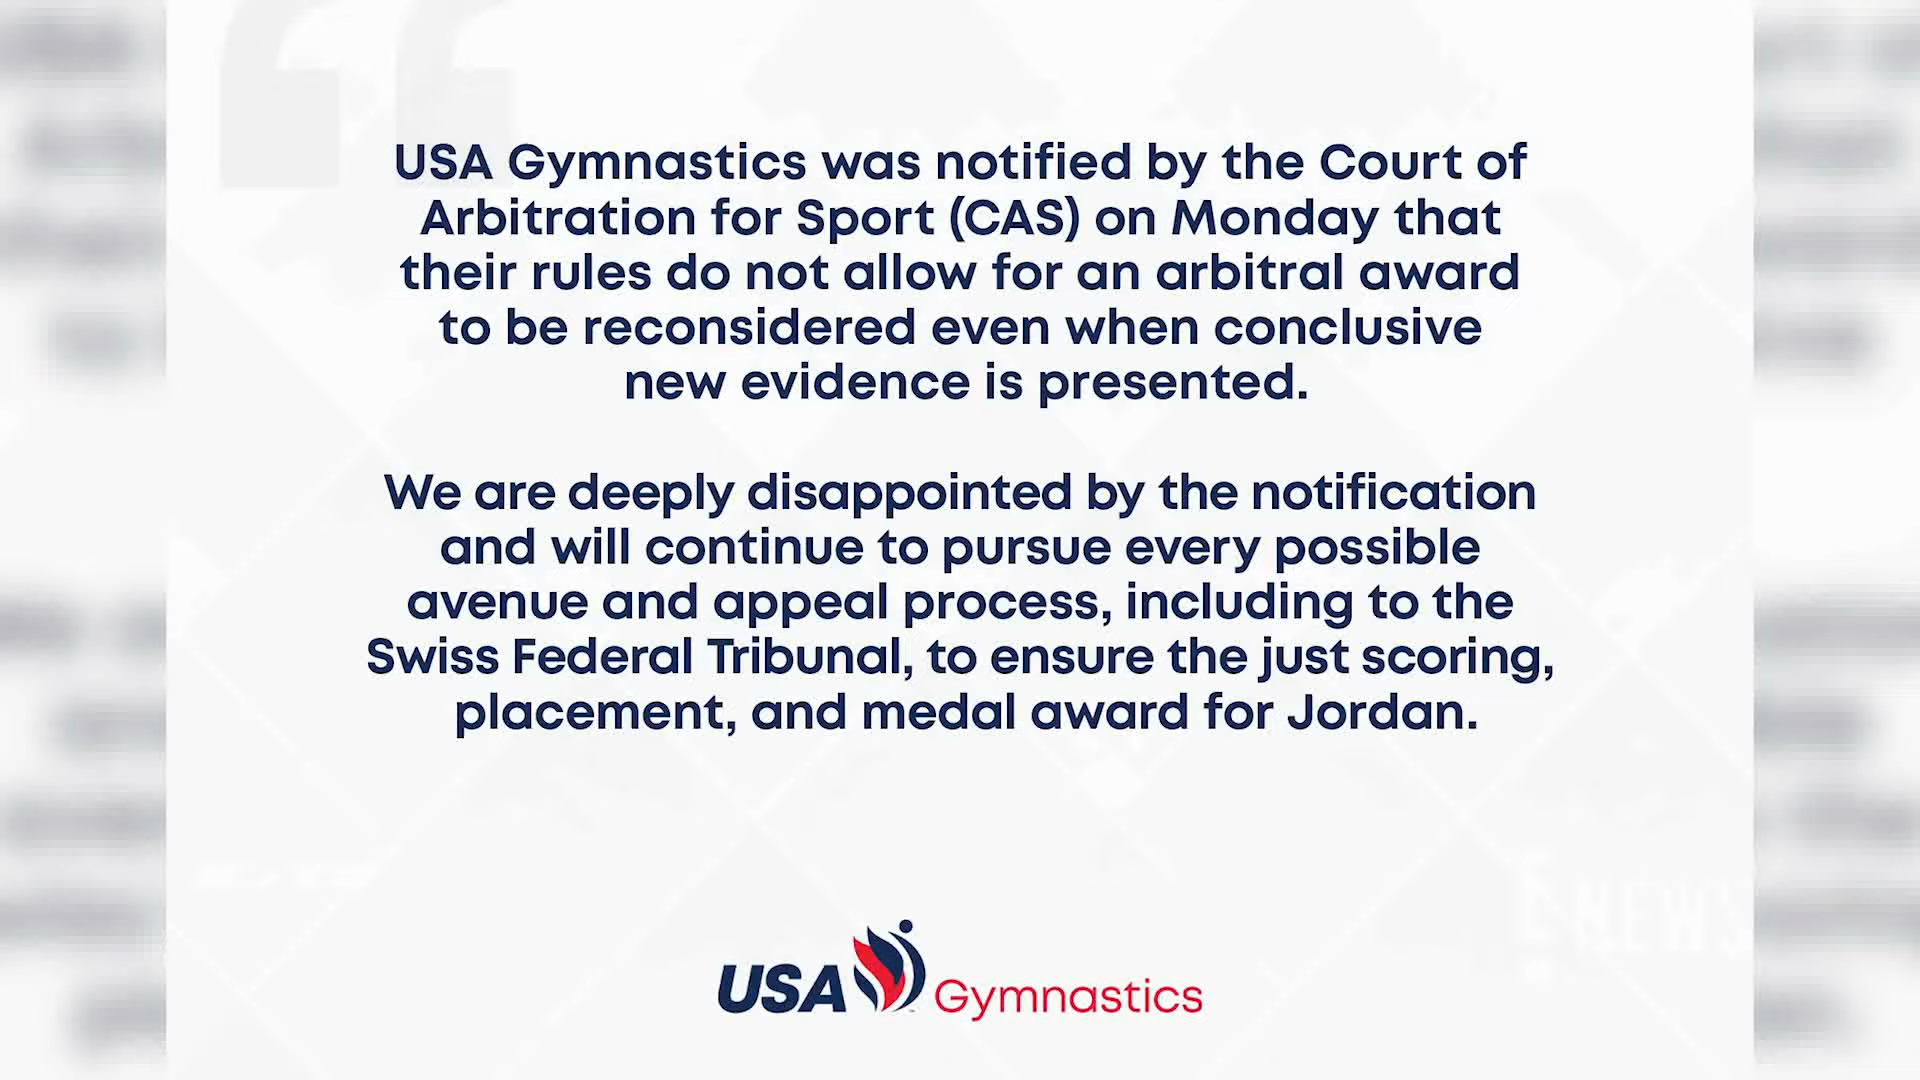 USA Gymnastics was notified by the Court of
Arbitration for Sport (CAS) on Monday that
their rules do not allow for an arbitral award
to be reconsidered even when conclusive
new evidence is presented.
We are deeply disappointed by the notification
and will continue to pursue every possible
avenue and appeal process, including to the
Swiss Federal Tribunal, to ensure the just scoring,
placement, and medal award for Jordan.
E NEWS
USA Gymnastics